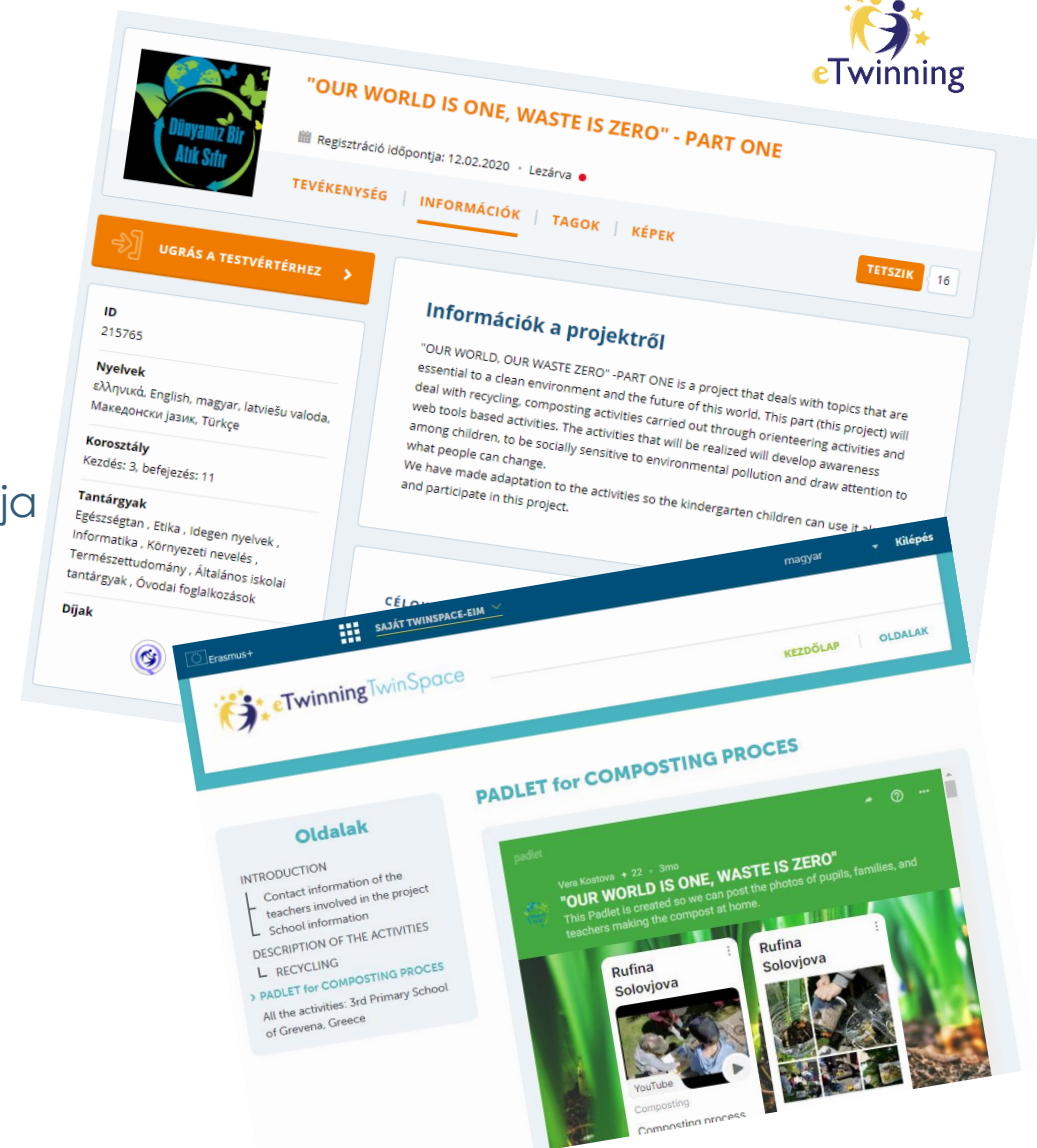 eTwinning
"OUR WORLD IS ONE, WASTE IS ZERO" - PART ONE
Dünyamız Bir
Atık Sıfır
Regisztráció időpontja: 12.02.2020 • Lezárva
TEVÉKENYSÉG | INFORMÁCIÓK | TAGOK | KÉPEK
TETSZIK 16
UGRÁS A TESTVÉRTÉRHEZ
ID
215765
Nyelvek
ελληνικά, English, magyar, latviešu valoda,
Македонски јазик, Türkçe
Korosztály
Kezdés: 3, befejezés: 11
Tantárgyak
Egészségtan , Etika , Idegen nyelvek ,
Informatika , Környezeti nevelés ,
Természettudomány , Általános iskolai
tantárgyak , Óvodai foglalkozások
Díjak
Információk a projektről
"OUR WORLD, OUR WASTE ZERO" -PART ONE is a project that deals with topics that are
essential to a clean environment and the future of this world. This part (this project) will
deal with recycling, composting activities carried out through orienteering activities and
web tools based activities. The activities that will be realized will develop awareness
among children, to be socially sensitive to environmental pollution and draw attention to
what people can change.
We have made adaptation to the activities so the kindergarten children can use it
and participate in this project.
ja
Erasmus+
SAJÁT TWINSPACE-EIM
magyar
Kilépés
eTwinning TwinSpace
KEZDŐLAP | OLDALAK
Oldalak
INTRODUCTION
Contact information of the
teachers involved in the project
School information
DESCRIPTION OF THE ACTIVITIES
RECYCLING
› PADLET for COMPOSTING PROCES
All the activities: 3rd Primary School
of Grevena, Greece
PADLET for COMPOSTING PROCES
padlet
Vera Kostova + 22 • 3mo
"OUR WORLD IS ONE, WASTE IS ZERO"
This Padlet is created so we can post the photos of pupils, families, and
teachers making the compost at home.
Rufina
Solovjova
YouTube
Composting
Composting process
Rufina
Solovjova